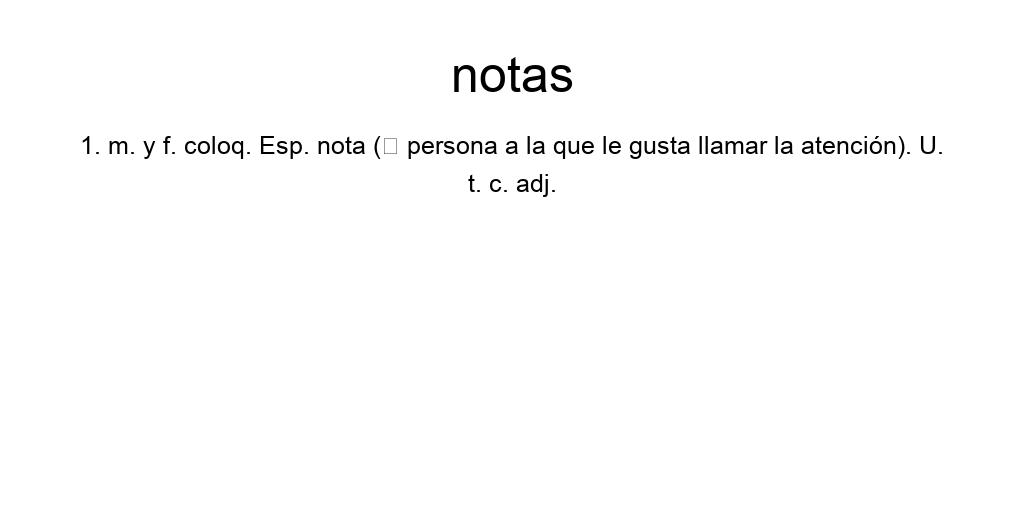 notas
1. m. y f. coloq. Esp. nota (▯ persona a la que le gusta llamar la atención). U.
t. c. adj.